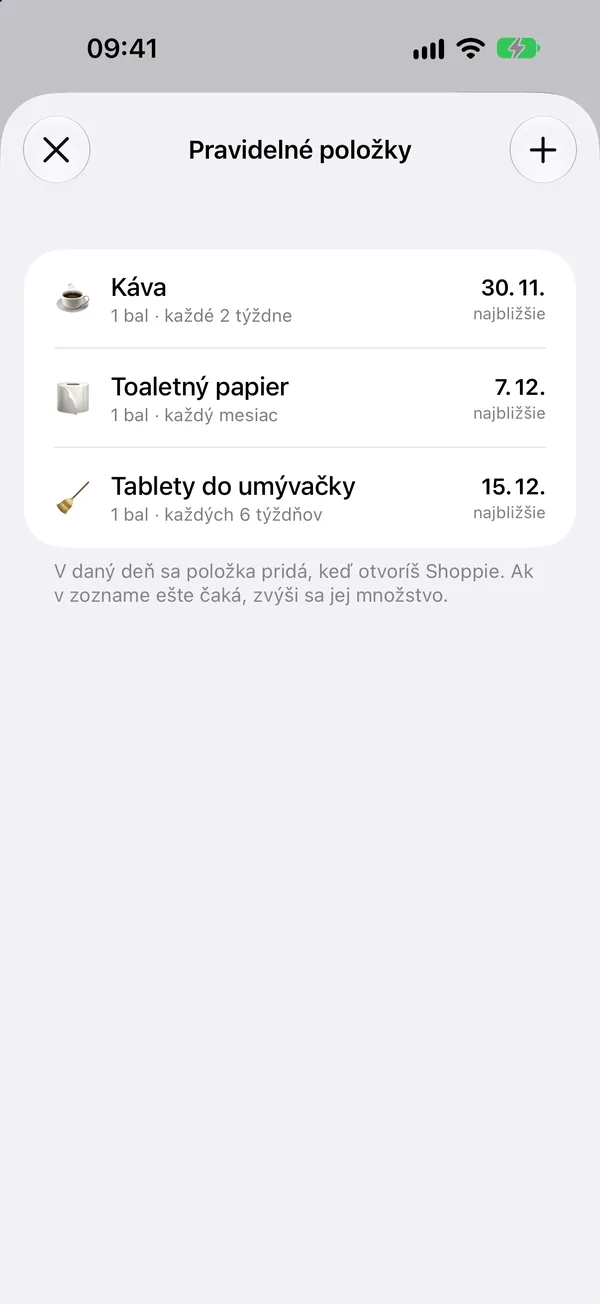 09:41
Pravidelné položky
Káva
30. 11.
1 bal · každé 2 týždne
najbližšie
Toaletný papier
7. 12.
1 bal · každý mesiac
najbližšie
Tablety do umývačky
15. 12.
1 bal · každých 6 týždňov
najbližšie
V daný deň sa položka pridá, keď otvoríš Shoppie. Ak
v zozname ešte čaká, zvýši sa jej množstvo.